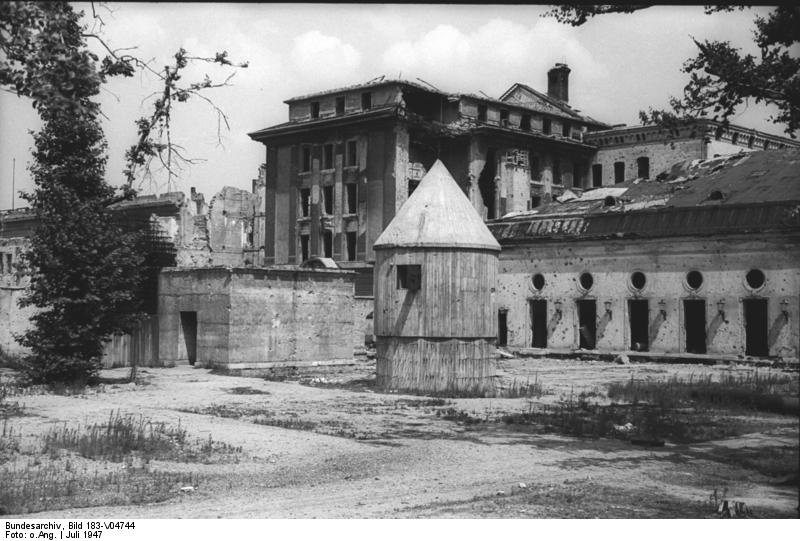 Bundesarchiv, Bild 183-V04744
Foto: o.Ang. | Juli 1947